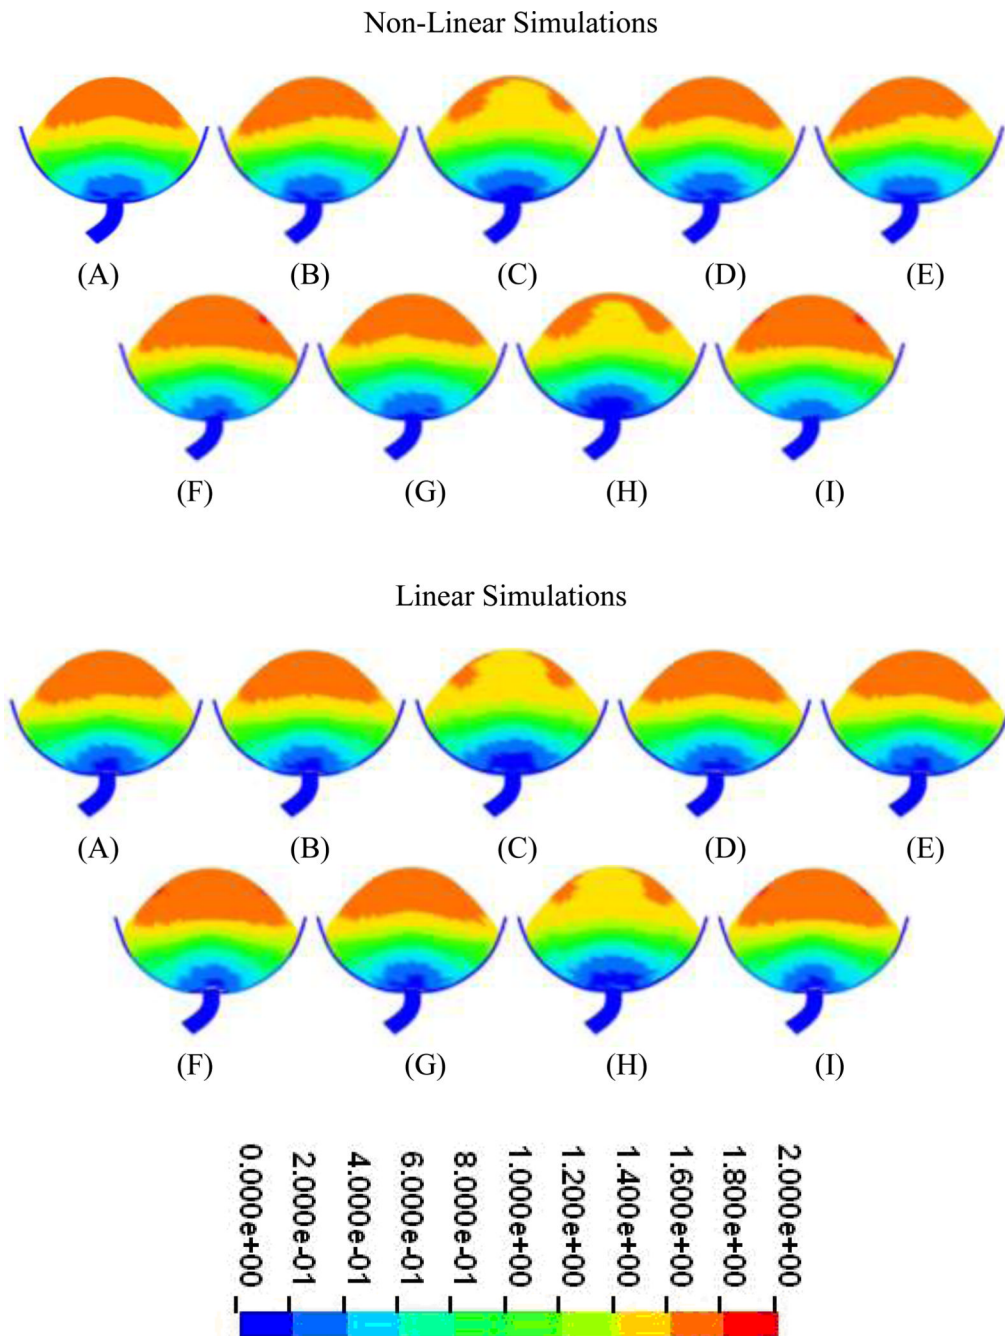 Non-Linear Simulations
(A) (B) (C) (D) (E)
(F) (G) (H) (I)
Linear Simulations
(A) (B) (C) (D) (E)
(F) (G) (H) (I)
0.000e+00
2.000e-01
4.000e-01
6.000e-01
8.000e-01
1.000e+00
1.200e+00
1.400e+00
1.600e+00
1.800e+00
2.000e+00